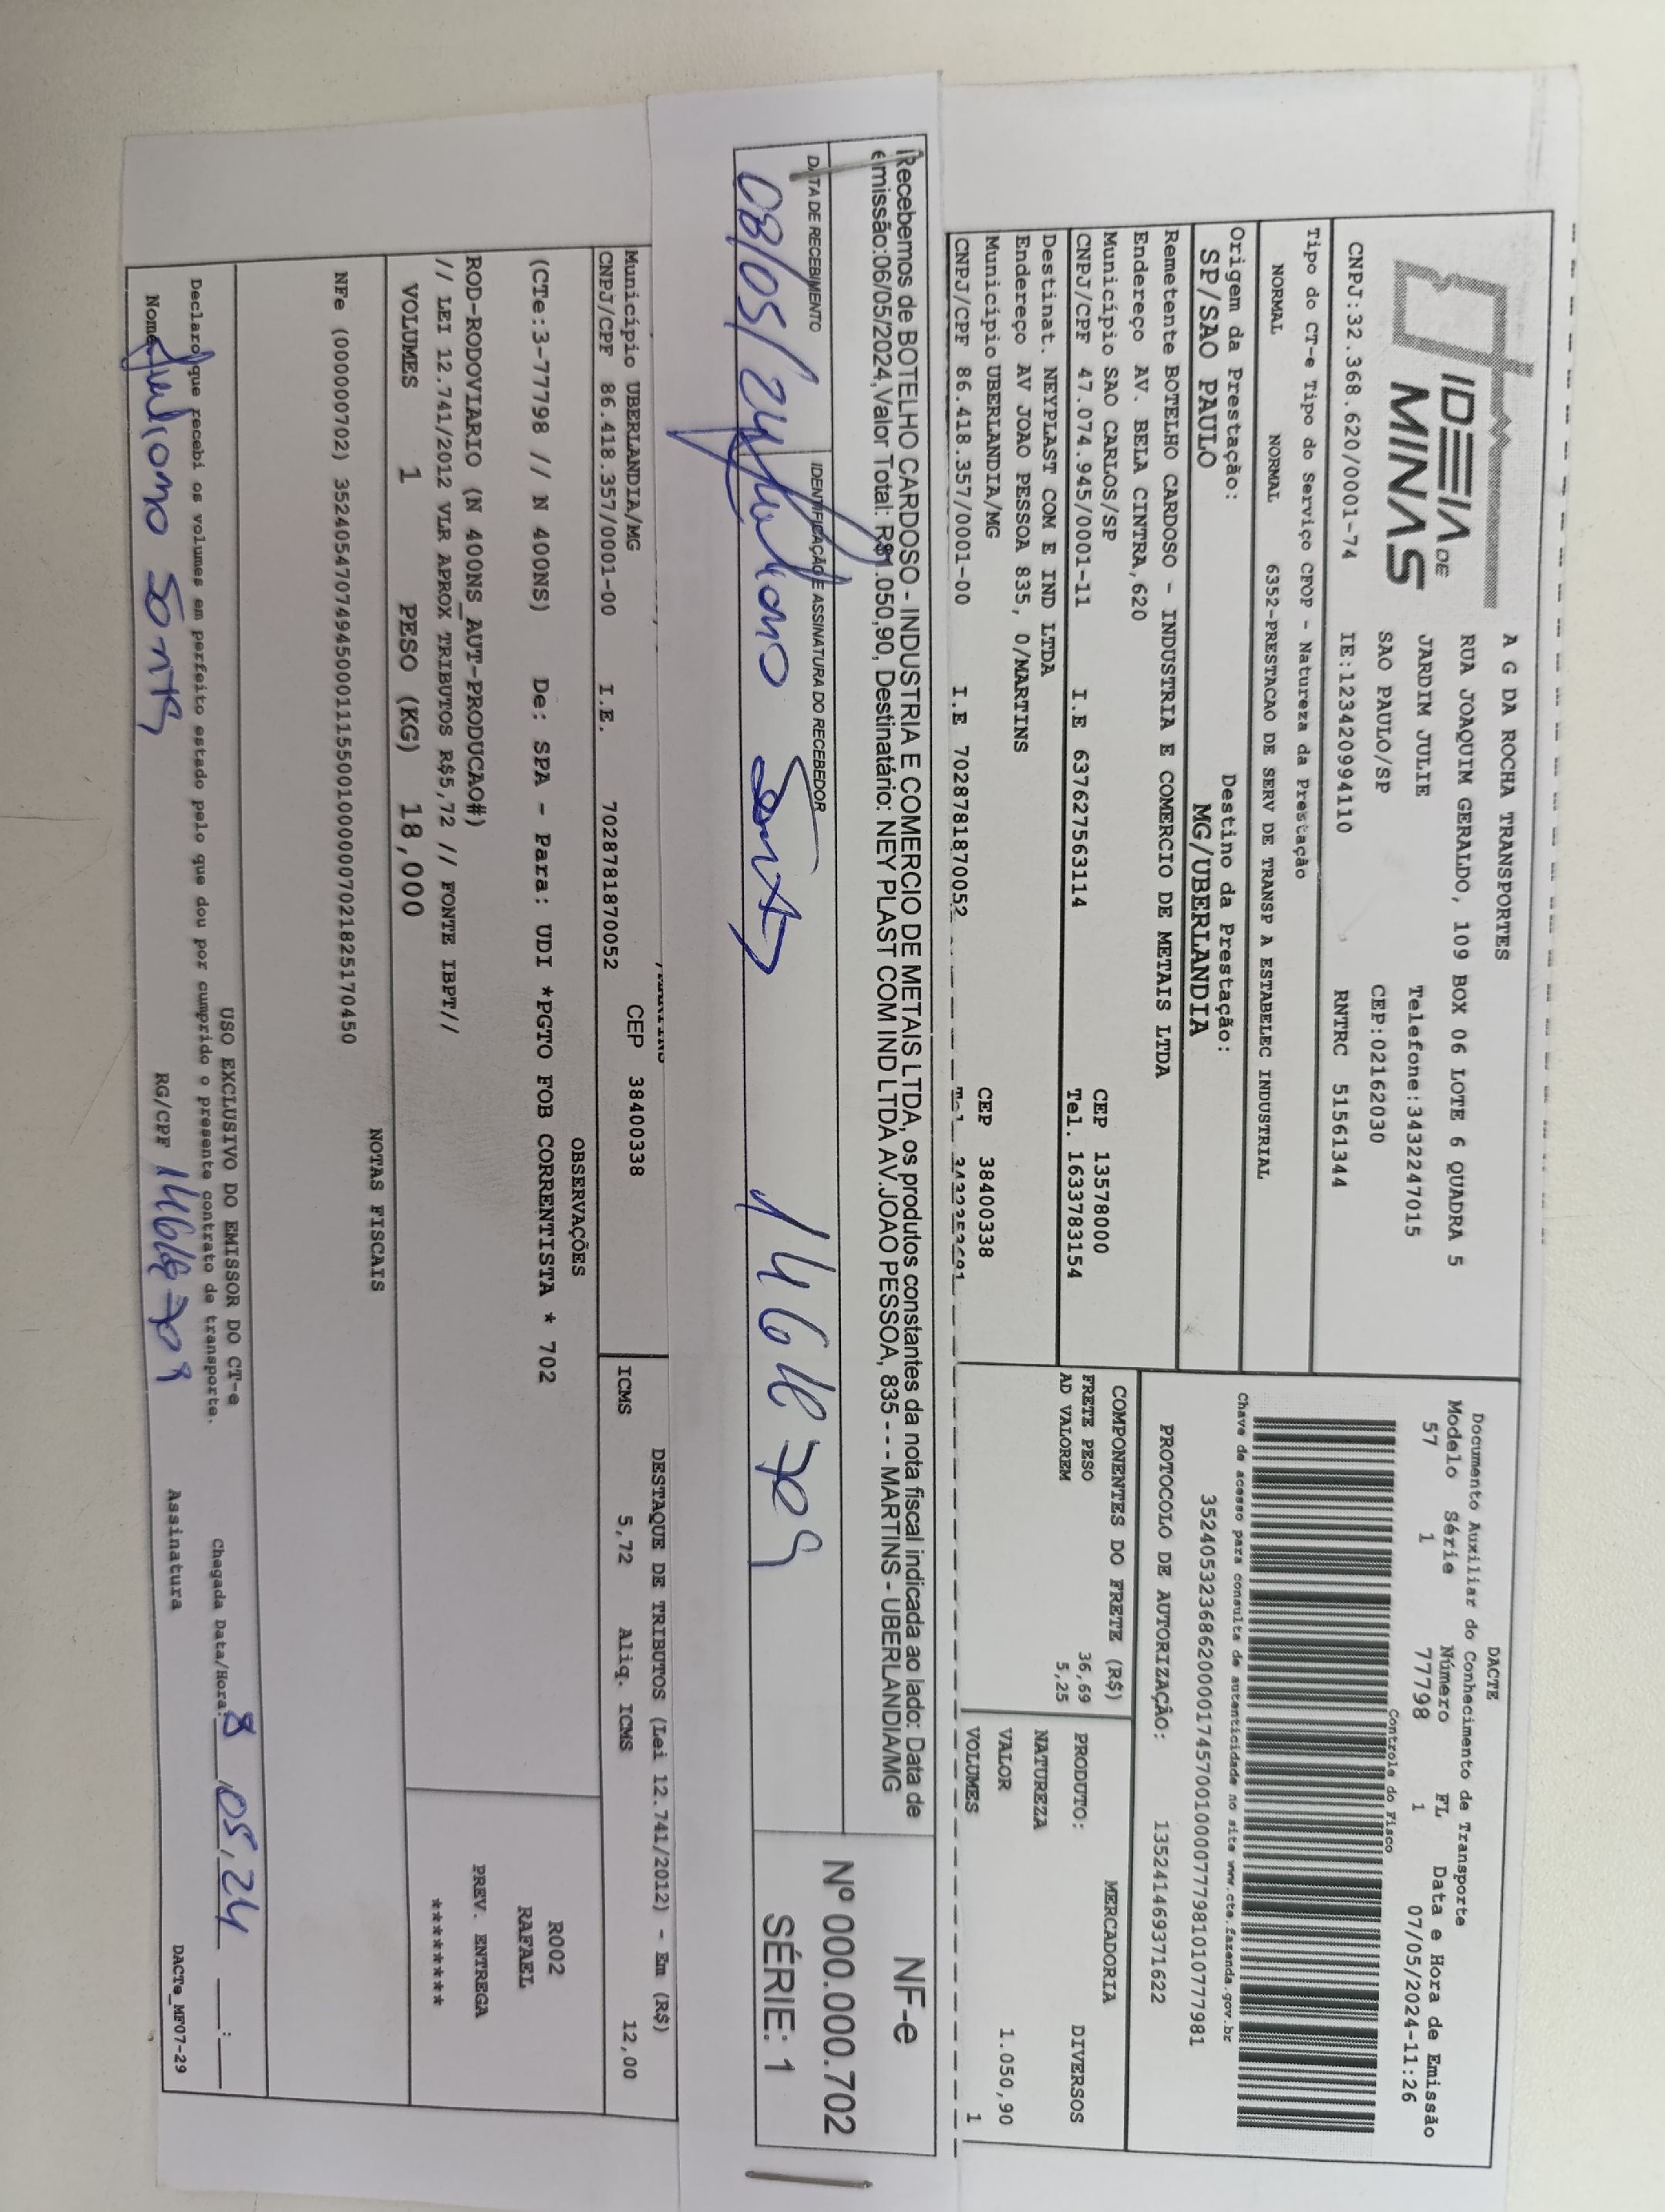 IDEIA DE
MINAS
A G DA ROCHA TRANSPORTES
RUA JOAQUIM GERALDO, 109 BOX 06 LOTE 6 QUADRA 5
JARDIM JULIE Telefone:3432247015
SAO PAULO/SP CEP:02162030
CNPJ:32.368.620/0001-74 IE:123420994110 RNTRC 51561344
DACTE
Documento Auxiliar do Conhecimento de Transporte
Modelo Série Número FL Data e Hora de Emissão
57 1 77798 1 07/05/2024-11:26
Controle do Fisco
Chave de acesso para consulta de autenticidade no site www.cte.fazenda.gov.br
35240532368620000174570010000777981010777981
PROTOCOLO DE AUTORIZAÇÃO: 135241469371622
Tipo do CT-e Tipo do Serviço CFOP - Natureza da Prestação
NORMAL NORMAL 6352-PRESTACAO DE SERV DE TRANSP A ESTABELEC INDUSTRIAL
Origem da Prestação: Destino da Prestação:
SP/SAO PAULO MG/UBERLANDIA
Remetente BOTELHO CARDOSO - INDUSTRIA E COMERCIO DE METAIS LTDA
Endereço AV. BELA CINTRA,620
Município SAO CARLOS/SP CEP 13578000
CNPJ/CPF 47.074.945/0001-11 I.E 637627563114 Tel. 1633783154
Destinat. NEYPLAST COM E IND LTDA
Endereço AV JOAO PESSOA 835, 0/MARTINS
Município UBERLANDIA/MG CEP 38400338
CNPJ/CPF 86.418.357/0001-00 I.E 7028781870052
COMPONENTES DO FRETE (R$)
FRETE PESO 36,69
AD VALOREM 5,25
MERCADORIA
PRODUTO: DIVERSOS
NATUREZA
VALOR 1.050,90
VOLUMES 1
Recebemos de BOTELHO CARDOSO - INDUSTRIA E COMERCIO DE METAIS LTDA, os produtos constantes da nota fiscal indicada ao lado: Data de
emissão:06/05/2024,Valor Total: R$1.050,90, Destinatário: NEY PLAST COM IND LTDA AV.JOAO PESSOA, 835 - - - MARTINS - UBERLANDIA/MG
DATA DE RECEBIMENTO IDENTIFICAÇÃO E ASSINATURA DO RECEBEDOR
08/05/24 Juliano
NF-e
Nº 000.000.702
SÉRIE: 1
Município UBERLANDIA/MG CEP 38400338
CNPJ/CPF 86.418.357/0001-00 I.E. 7028781870052
DESTAQUE DE TRIBUTOS (Lei 12.741/2012) - Em (R$)
ICMS 5,72 Aliq. ICMS 12,00
OBSERVAÇÕES
(CTe:3-77798 // N 400NS) De: SPA - Para: UDI *PGTO FOB CORRENTISTA * 702
ROD-RODOVIARIO (N 400NS_AUT-PRODUCAO#)
// LEI 12.741/2012 VLR APROX TRIBUTOS R$5,72 // FONTE IBPT//
R002
RAFAEL
PREV. ENTREGA
********
VOLUMES 1 PESO (KG) 18,000
NOTAS FISCAIS
NFe (000000702) 35240547074945000111550010000007021825170450
USO EXCLUSIVO DO EMISSOR DO CT-e
Declaro que recebi os volumes em perfeito estado pelo que dou por cumprido o presente contrato de transporte.
Chegada Data/Hora: 8/05/24 __:__
Nome Juliano RG/CPF Assinatura
DACTe_MF07-29